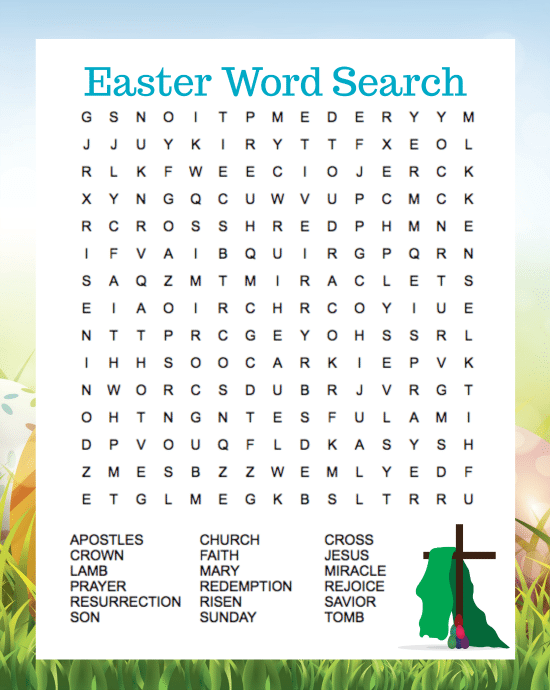 Easter Word Search
G S N O I T P M E D E R Y Y M
J J U Y K I R Y T T F X E O L
R L K F W E E C I O J E R C K
X Y N G Q C U W V U P C M C K
R C R O S S H R E D P H M N E
I F V A I B Q U I R G P Q R N
S A Q Z M T M I R A C L E T S
E I A O I R C H R C O Y I U E
N T T P R C G E Y O H S S R L
I H H S O O C A R K I E P V K
N W O R C S D U B R J V R G T
O H T N G N T E S F U L A M I
D P V O U Q F L D K A S Y S H
Z M E S B Z Z W E M L Y E D F
E T G L M E G K B S L T R R U
APOSTLES CHURCH CROSS
CROWN FAITH JESUS
LAMB MARY MIRACLE
PRAYER REDEMPTION REJOICE
RESURRECTION RISEN SAVIOR
SON SUNDAY TOMB